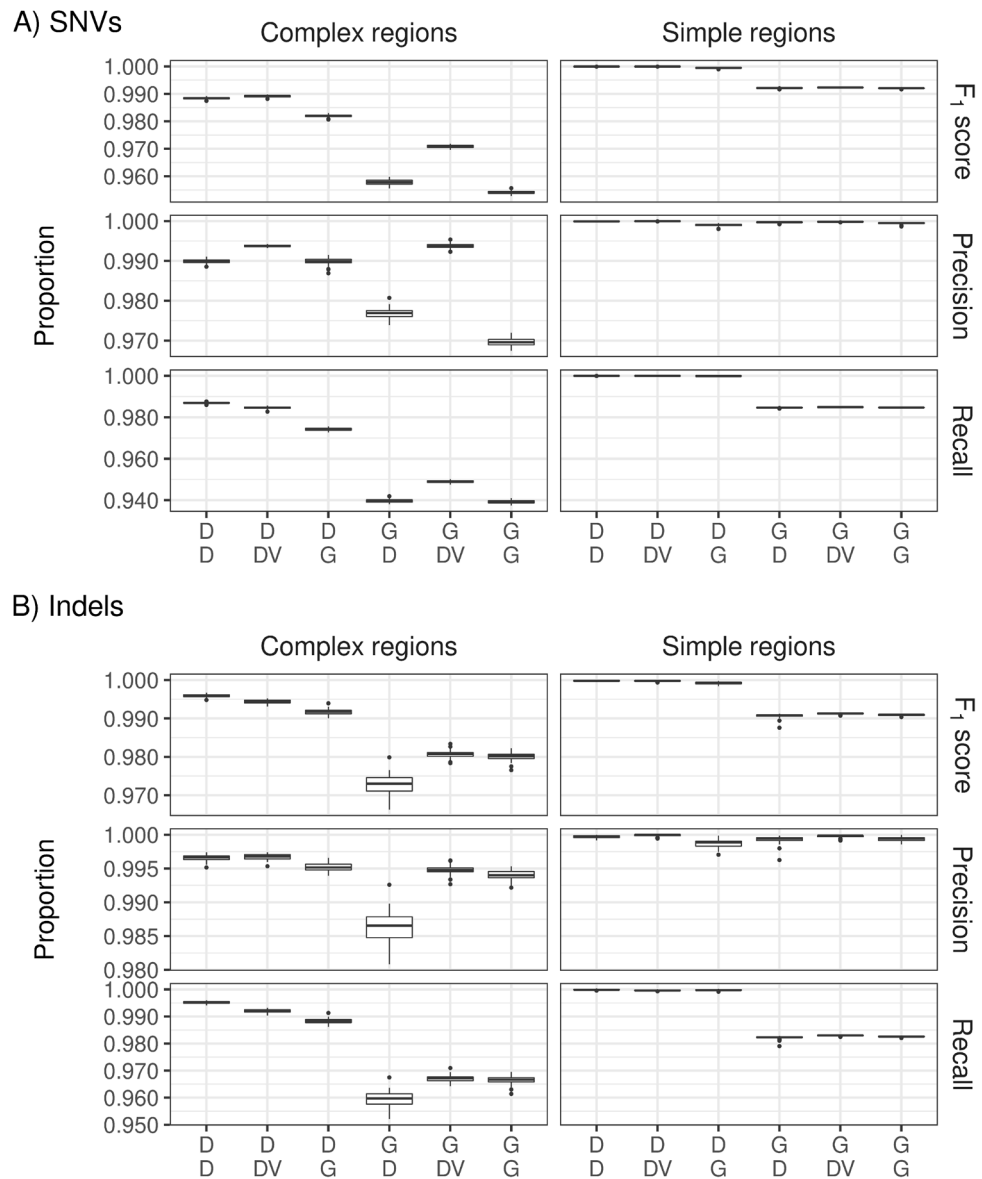 A) SNVs
Complex regions Simple regions
1.000
0.990
0.980
0.970
0.960
F1 score
1.000
0.990
0.980
0.970
Precision
Proportion
1.000
0.980
0.960
0.940
Recall
D D D G G G D D D G G G
D DV G D DV G D DV G D DV G
B) Indels
Complex regions Simple regions
1.000
0.990
0.980
0.970
F1 score
1.000
0.995
0.990
0.985
0.980
Precision
Proportion
1.000
0.990
0.980
0.970
0.960
0.950
Recall
D D D G G G D D D G G G
D DV G D DV G D DV G D DV G